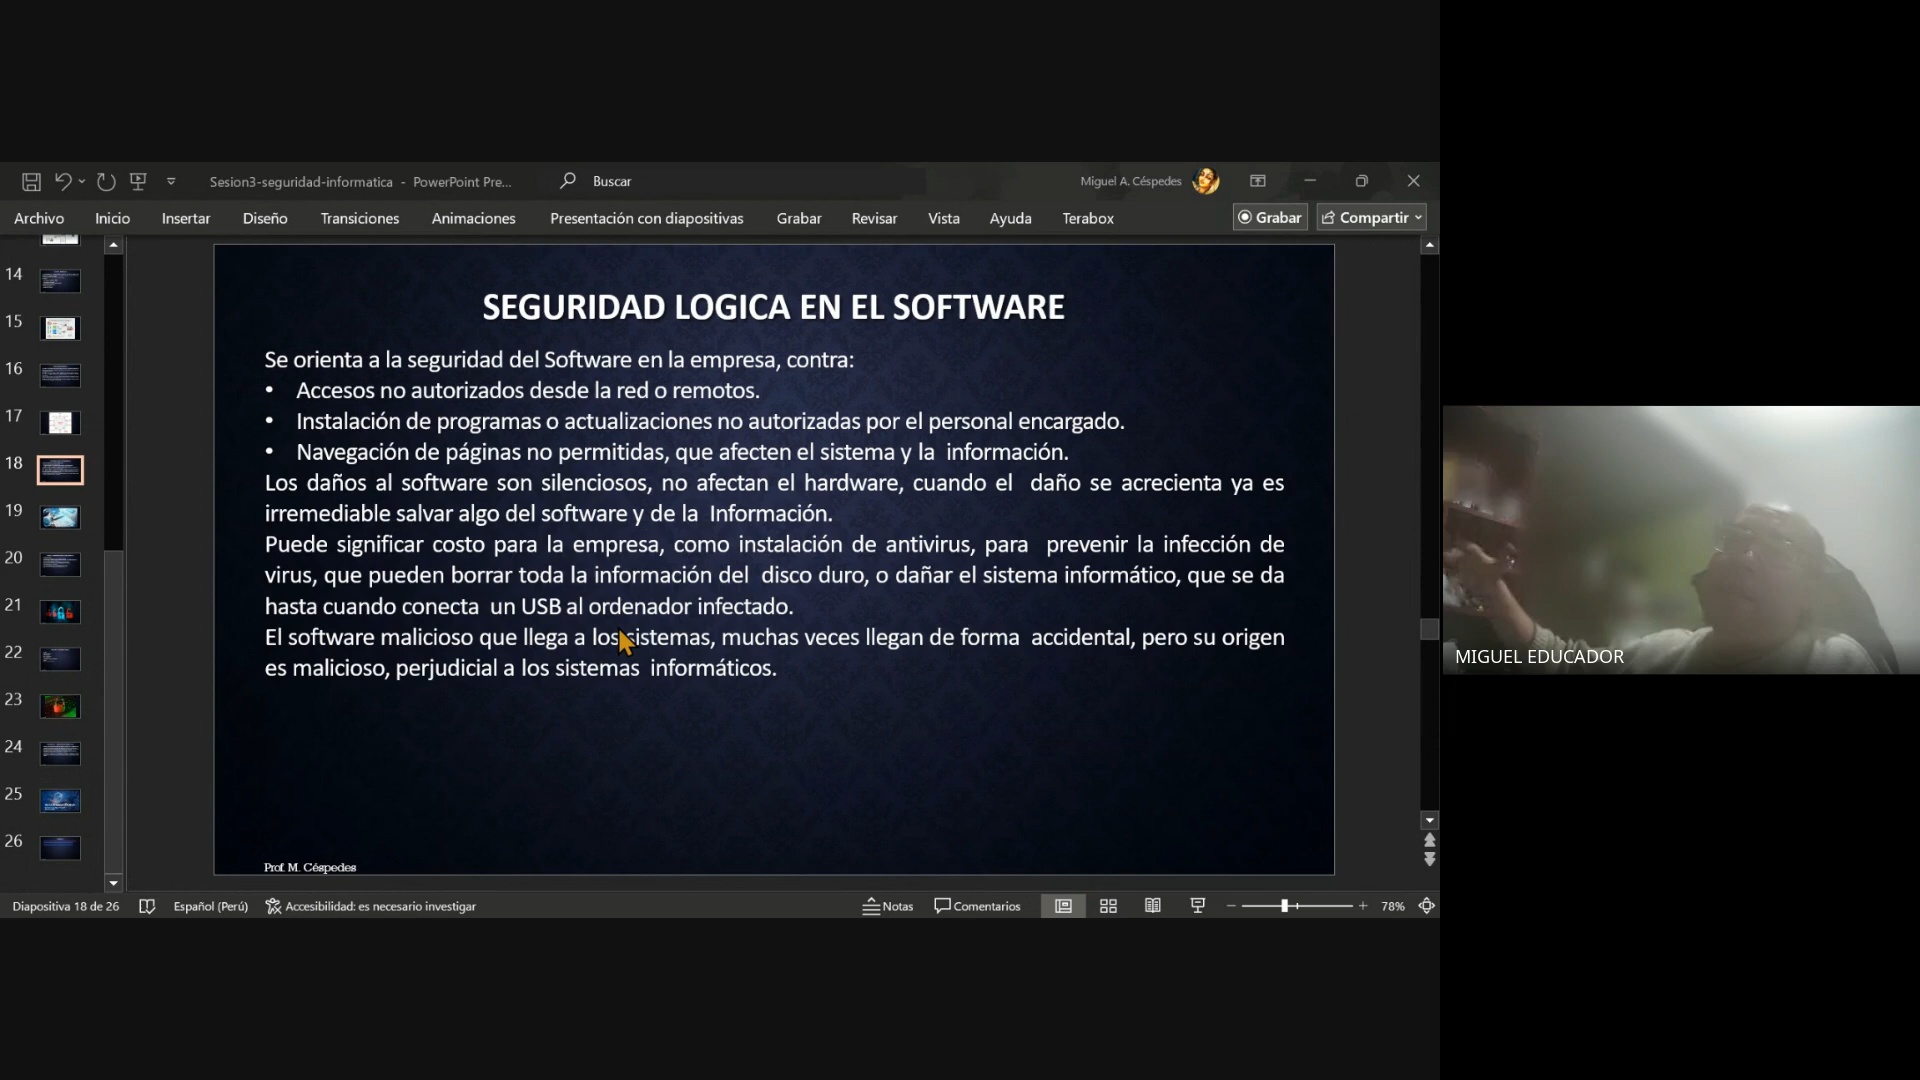 Sesion3-seguridad-informatica - PowerPoint Pre...
Buscar
Miguel A. Céspedes
Archivo Inicio Insertar Diseño Transiciones Animaciones Presentación con diapositivas Grabar Revisar Vista Ayuda Terabox Grabar Compartir
14
15
16
17
18
19
20
21
22
23
24
25
26
SEGURIDAD LOGICA EN EL SOFTWARE
Se orienta a la seguridad del Software en la empresa, contra:
• Accesos no autorizados desde la red o remotos.
• Instalación de programas o actualizaciones no autorizadas por el personal encargado.
• Navegación de páginas no permitidas, que afecten el sistema y la información.
Los daños al software son silenciosos, no afectan el hardware, cuando el daño se acrecienta ya es
irremediable salvar algo del software y de la Información.
Puede significar costo para la empresa, como instalación de antivirus, para prevenir la infección de
virus, que pueden borrar toda la información del disco duro, o dañar el sistema informático, que se da
hasta cuando conecta un USB al ordenador infectado.
El software malicioso que llega a los sistemas, muchas veces llegan de forma accidental, pero su origen
es malicioso, perjudicial a los sistemas informáticos.
Prof. M. Céspedes
MIGUEL EDUCADOR
Diapositiva 18 de 26 Español (Perú) Accesibilidad: es necesario investigar Notas Comentarios 78%